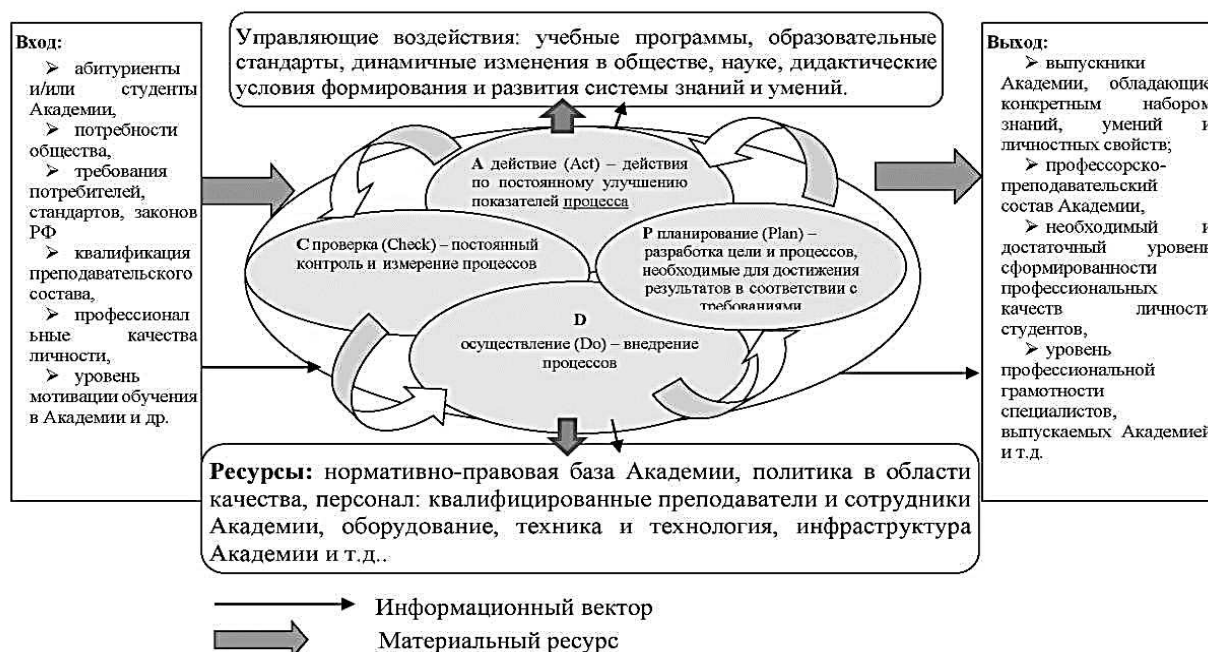 Вход:
➤ абитуриенты
и/или студенты
Академии,
➤ потребности
общества,
➤ требования
потребителей,
стандартов, законов
РФ
➤ квалификация
преподавательского
состава,
➤ профессионал
ьные качества
личности,
➤ уровень
мотивации обучения
в Академии и др.
Управляющие воздействия: учебные программы, образовательные
стандарты, динамичные изменения в обществе, науке, дидактические
условия формирования и развития системы знаний и умений.
А действие (Act) – действия
по постоянному улучшению
показателей процесса
С проверка (Check) – постоянный
контроль и измерение процессов
Р планирование (Plan) –
разработка цели и процессов,
необходимые для достижения
результатов в соответствии с
требованиями
D
осуществление (Do) – внедрение
процессов
Ресурсы: нормативно-правовая база Академии, политика в области
качества, персонал: квалифицированные преподаватели и сотрудники
Академии, оборудование, техника и технология, инфраструктура
Академии и т.д..
Выход:
➤ выпускники
Академии, обладающие
конкретным набором
знаний, умений и
личностных свойств;
➤ профессорско-
преподавательский
состав Академии,
➤ необходимый и
достаточный уровень
сформированности
профессиональных
качеств личности
студентов,
➤ уровень
профессиональной
грамотности
специалистов,
выпускаемых Академией
и т.д.
Информационный вектор
Материальный ресурс